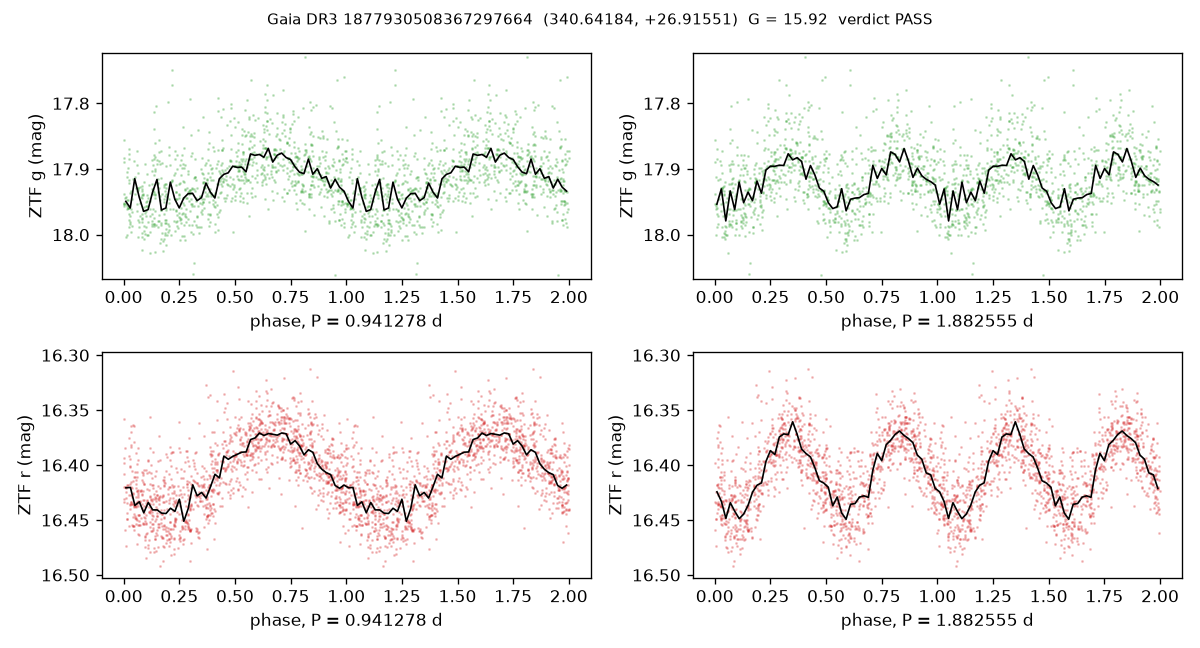 Gaia DR3 1877930508367297664 (340.64184, +26.91551) G = 15.92 verdict PASS
ZTF g (mag)
17.8
17.9
18.0
0.00 0.25 0.50 0.75 1.00 1.25 1.50 1.75 2.00
phase, P = 0.941278 d
ZTF g (mag)
17.8
17.9
18.0
0.00 0.25 0.50 0.75 1.00 1.25 1.50 1.75 2.00
phase, P = 1.882555 d
ZTF r (mag)
16.30
16.35
16.40
16.45
16.50
0.00 0.25 0.50 0.75 1.00 1.25 1.50 1.75 2.00
phase, P = 0.941278 d
ZTF r (mag)
16.30
16.35
16.40
16.45
16.50
0.00 0.25 0.50 0.75 1.00 1.25 1.50 1.75 2.00
phase, P = 1.882555 d